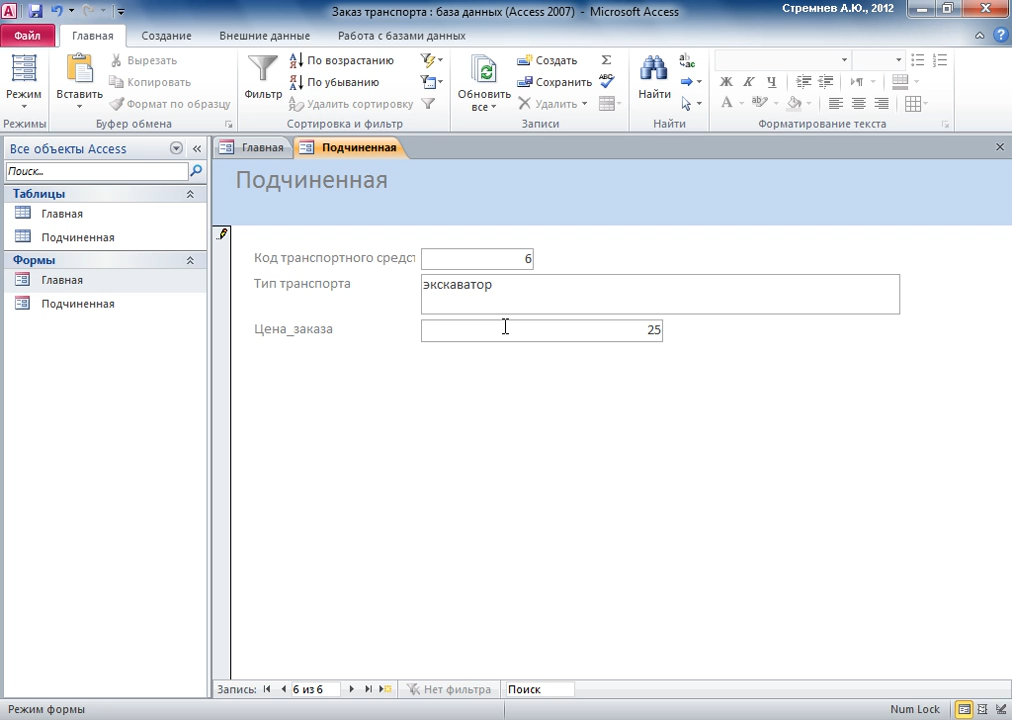 Заказ транспорта : база данных (Access 2007) - Microsoft Access
Стремнев А.Ю., 2012
Файл
Главная
Создание
Внешние данные
Работа с базами данных
Режим
Режимы
Вставить
Вырезать
Копировать
Формат по образцу
Буфер обмена
Фильтр
По возрастанию
По убыванию
Удалить сортировку
Сортировка и фильтр
Обновить
все
Создать
Сохранить
Удалить
Записи
Найти
Найти
Ж К Ч
Форматирование текста
Все объекты Access
Поиск...
Таблицы
Главная
Подчиненная
Формы
Главная
Подчиненная
Главная
Подчиненная
Подчиненная
Код транспортного средст
6
Тип транспорта
экскаватор
Цена_заказа
25
Запись:
6 из 6
Нет фильтра
Поиск
Режим формы
Num Lock